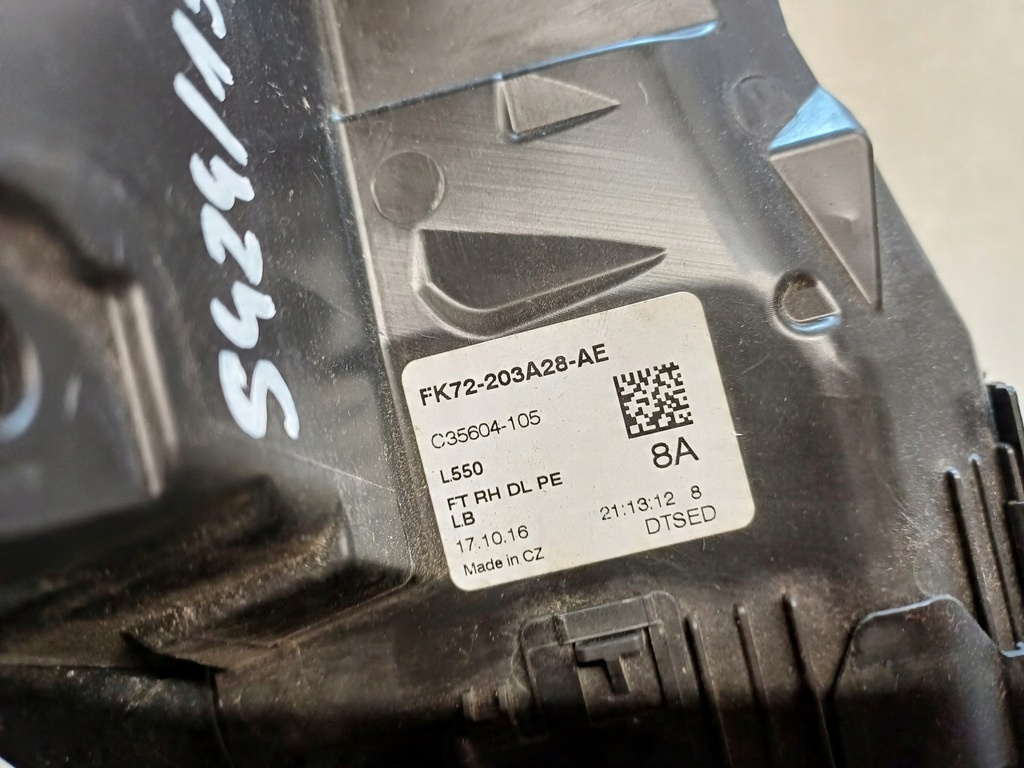 FK72-203A28-AE
C35604-105
8A
L550
FT RH DL PE
LB
17.10.16
21:13:12 8
Made in CZ
DTSED